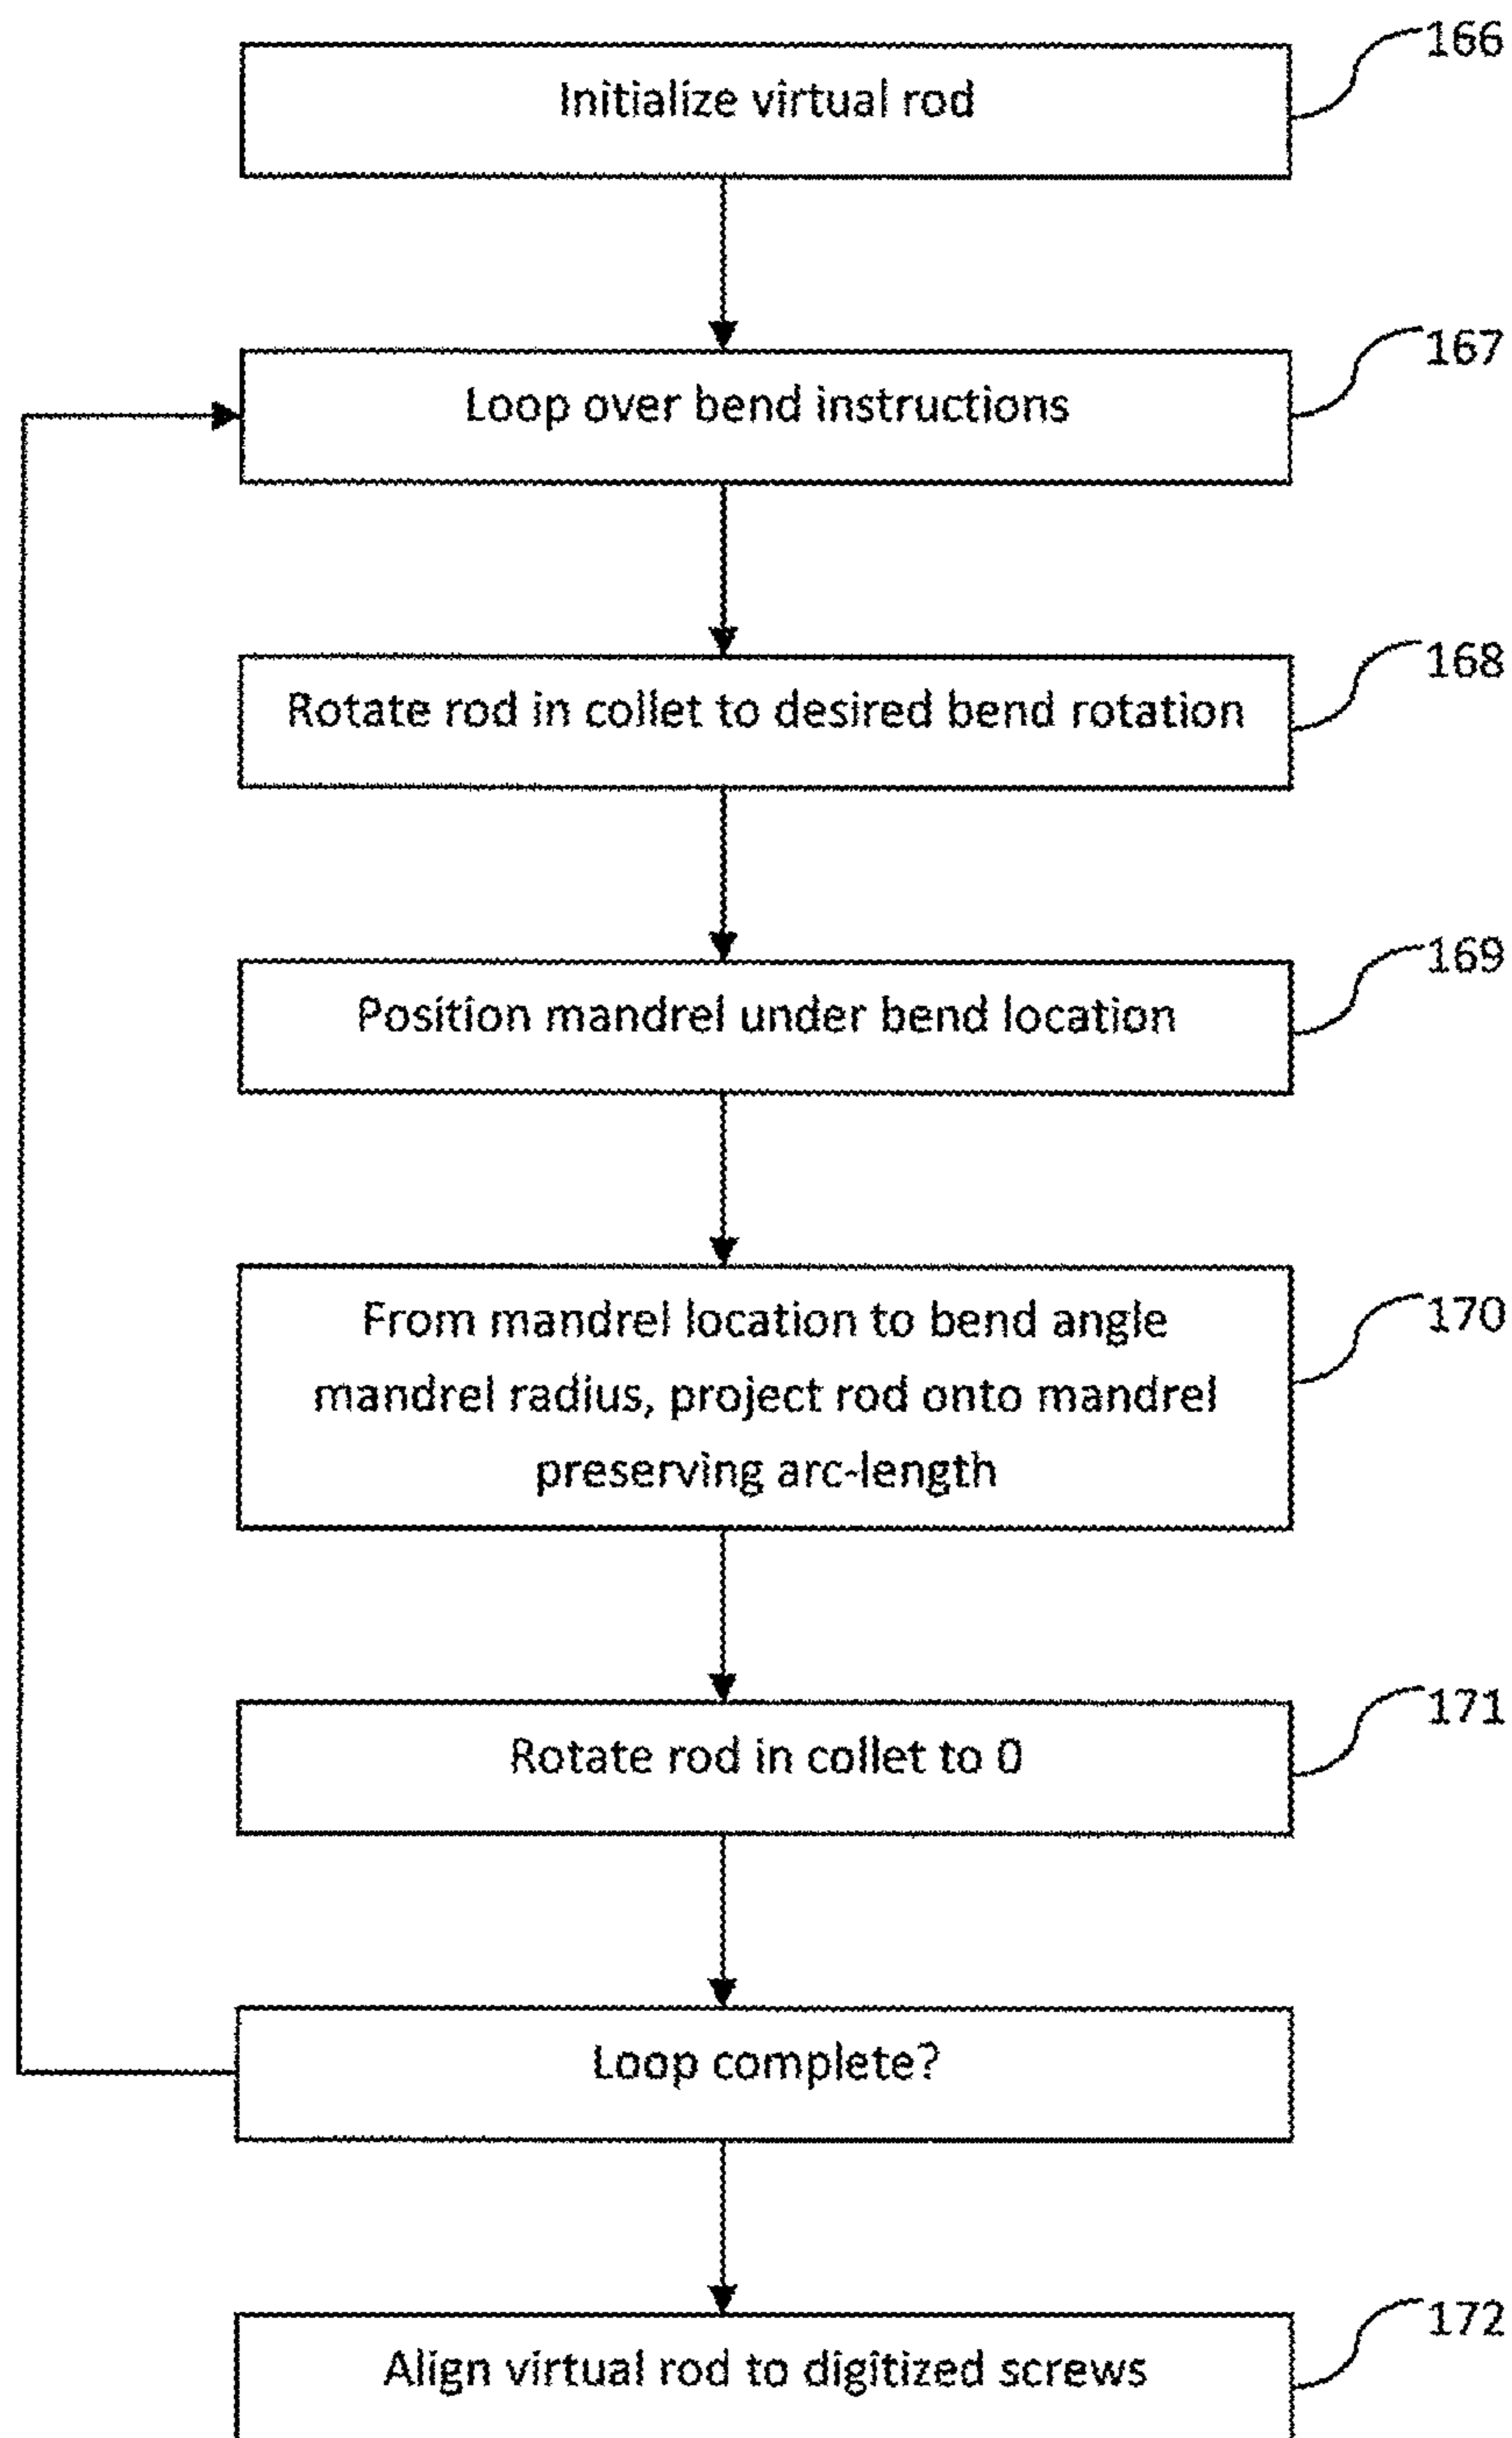 166
Initialize virtual rod
167
Loop over bend instructions
168
Rotate rod in collet to desired bend rotation
169
Position mandrel under bend location
170
From mandrel location to bend angle
mandrel radius, project rod onto mandrel
preserving arc-length
171
Rotate rod in collet to 0
Loop complete?
172
Align virtual rod to digitized screws